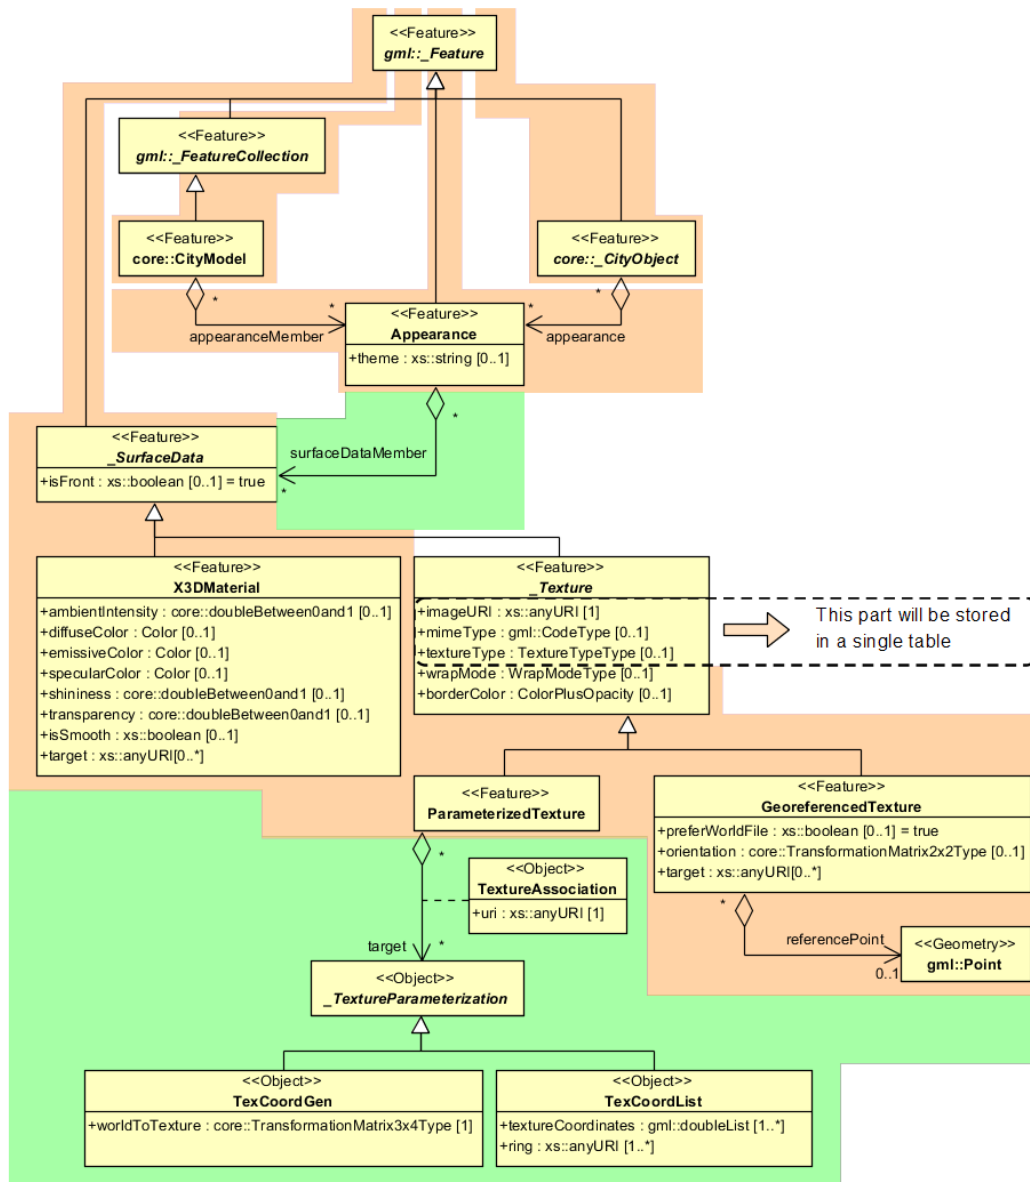 <<Feature>>
gml::_Feature
<<Feature>>
gml::_FeatureCollection
<<Feature>>
core::CityModel
<<Feature>>
core::_CityObject
*
*
*
*
appearanceMember
appearance
<<Feature>>
Appearance
+theme : xs::string [0..1]
*
surfaceDataMember
*
<<Feature>>
_SurfaceData
+isFront : xs::boolean [0..1] = true
<<Feature>>
X3DMaterial
+ambientIntensity : core::doubleBetween0and1 [0..1]
+diffuseColor : Color [0..1]
+emissiveColor : Color [0..1]
+specularColor : Color [0..1]
+shininess : core::doubleBetween0and1 [0..1]
+transparency : core::doubleBetween0and1 [0..1]
+isSmooth : xs::boolean [0..1]
+target : xs::anyURI[0..*]
<<Feature>>
_Texture
+imageURI : xs::anyURI [1]
+mimeType : gml::CodeType [0..1]
+textureType : TextureTypeType [0..1]
+wrapMode : WrapModeType [0..1]
+borderColor : ColorPlusOpacity [0..1]
This part will be stored
in a single table
<<Feature>>
ParameterizedTexture
<<Feature>>
GeoreferencedTexture
+preferWorldFile : xs::boolean [0..1] = true
+orientation : core::TransformationMatrix2x2Type [0..1]
+target : xs::anyURI[0..*]
*
<<Object>>
TextureAssociation
+uri : xs::anyURI [1]
*
referencePoint
0..1
<<Geometry>>
gml::Point
target
*
<<Object>>
_TextureParameterization
<<Object>>
TexCoordGen
+worldToTexture : core::TransformationMatrix3x4Type [1]
<<Object>>
TexCoordList
+textureCoordinates : gml::doubleList [1..*]
+ring : xs::anyURI [1..*]